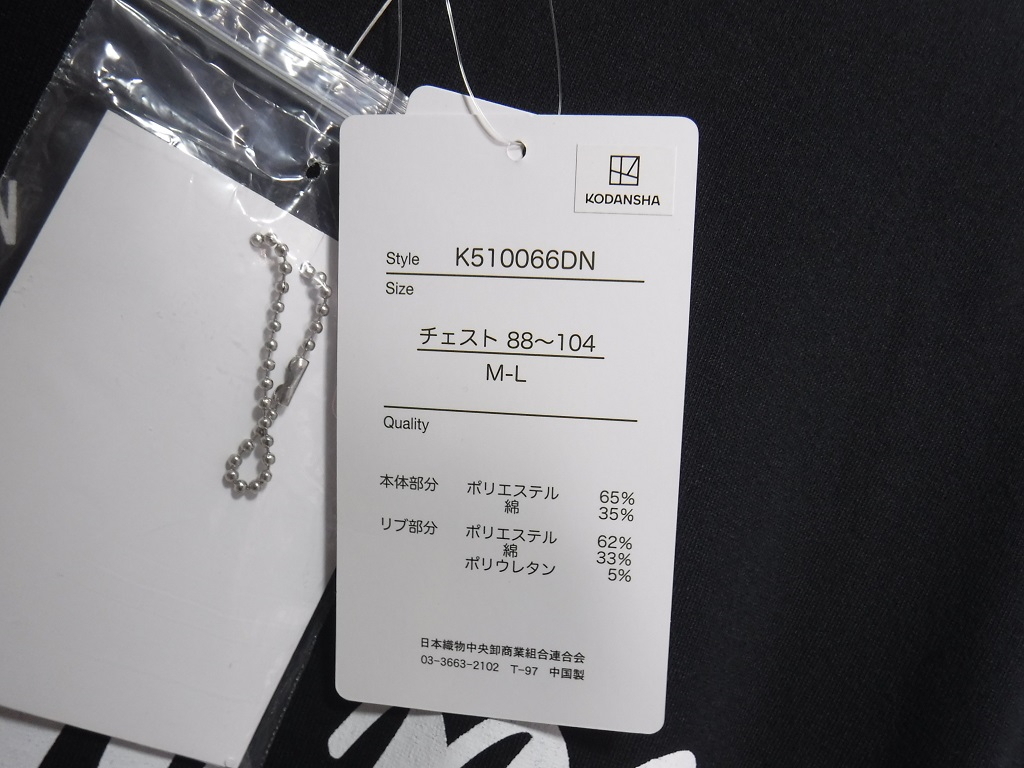 KODANSHA
Style K510066DN
Size
チェスト 88〜104
M-L
Quality
本体部分 ポリエステル 65%
綿 35%
リブ部分 ポリエステル 62%
綿 33%
ポリウレタン 5%
日本織物中央卸商業組合連合会
03-3663-2102 T-97 中国製